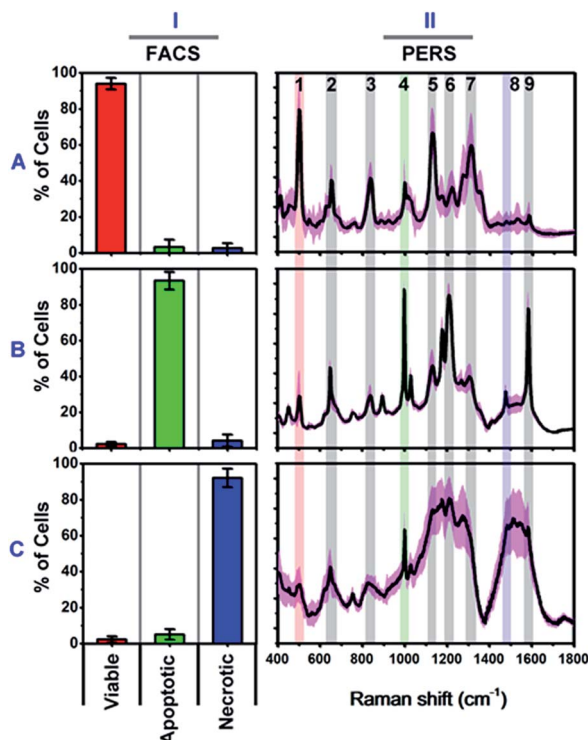 I II
FACS PERS
A
% of Cells
100
80
60
40
20
0
1 2 3 4 5 6 7 8 9
B
% of Cells
100
80
60
40
20
0
C
% of Cells
100
80
60
40
20
0
Viable
Apoptotic
Necrotic
400 600 800 1000 1200 1400 1600 1800
Raman shift (cm⁻¹)